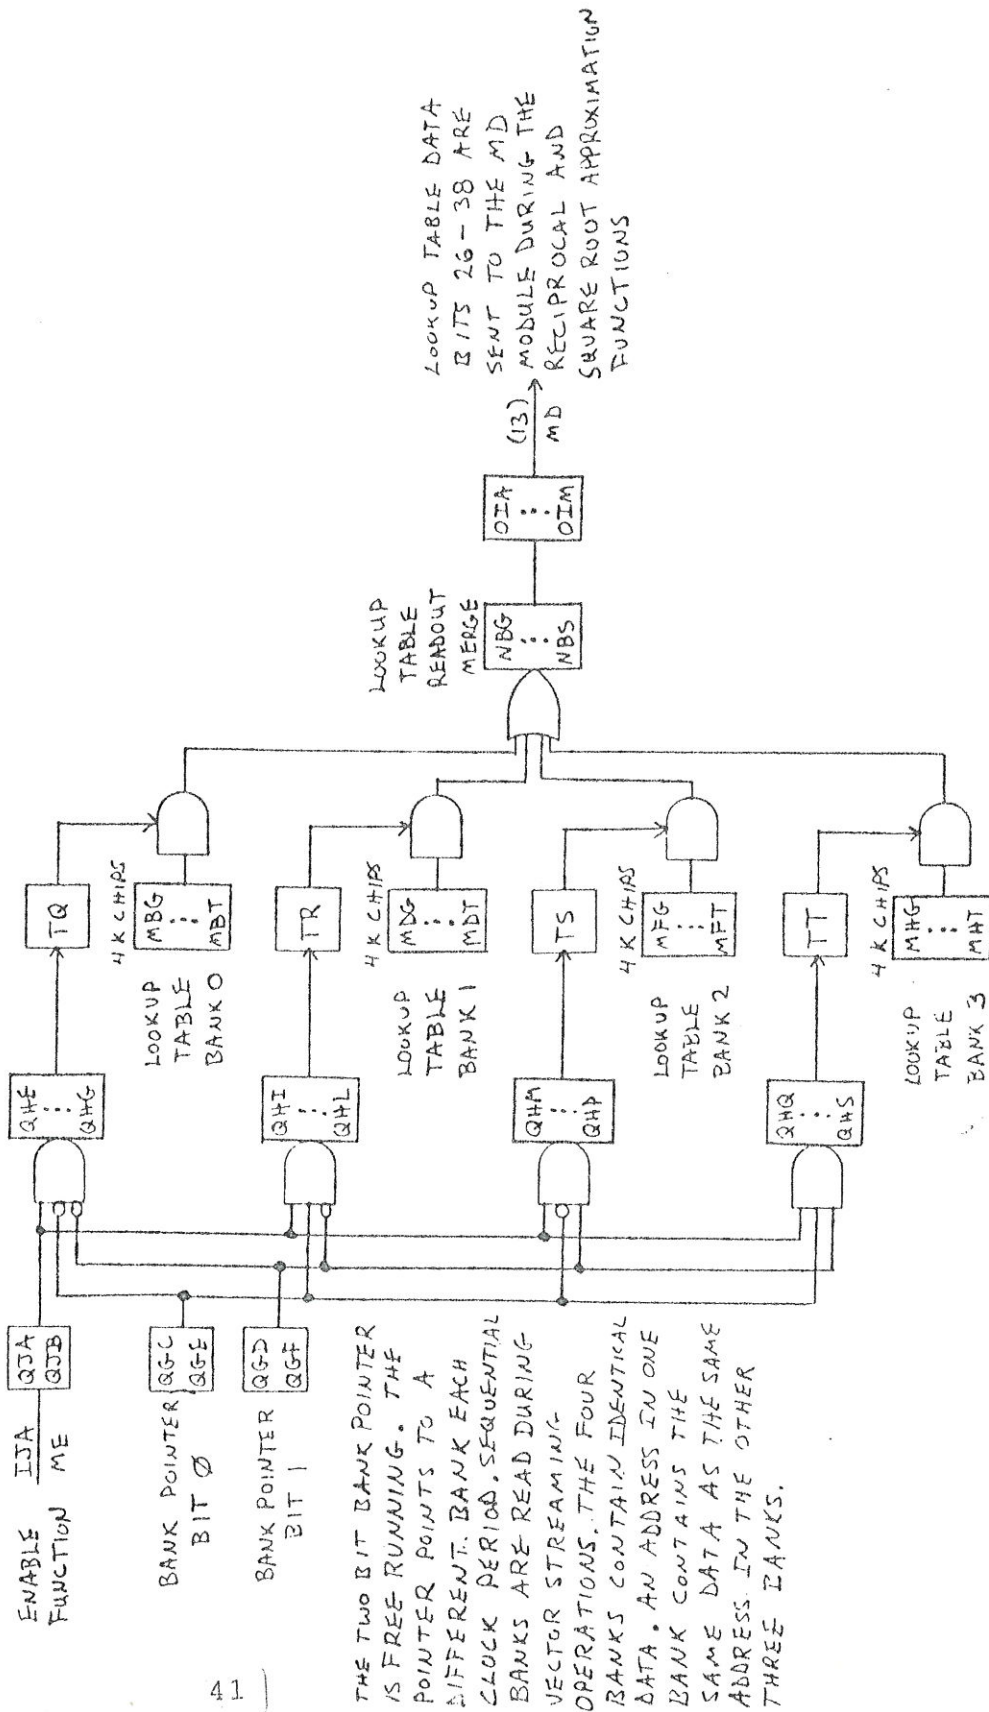 ENABLE
FUNCTION
IJA
ME
QJA
QJB
BANK POINTER
BIT Ø
QGC
QGE
BANK POINTER
BIT 1
QGD
QGF
QHE
QHG
TQ
4K CHIPS
MBG
MBT
LOOKUP
TABLE
BANK 0
QHI
QHL
TR
4K CHIPS
MDG
MDT
LOOKUP
TABLE
BANK 1
QHM
QHP
TS
4K CHIPS
MFG
MFT
LOOKUP
TABLE
BANK 2
QHQ
QHS
TT
4K CHIPS
MHG
MHT
LOOKUP
TABLE
BANK 3
LOOKUP
TABLE
READOUT
MERGE
NBG
NBS
OIA
OIM
(13)
MD
LOOKUP TABLE DATA
BITS 26-38 ARE
SENT TO THE MD
MODULE DURING THE
RECIPROCAL AND
SQUARE ROOT APPROXIMATION
FUNCTIONS
THE TWO BIT BANK POINTER
IS FREE RUNNING. THE
POINTER POINTS TO A
DIFFERENT BANK EACH
CLOCK PERIOD. SEQUENTIAL
BANKS ARE READ DURING
VECTOR STREAMING
OPERATIONS. THE FOUR
BANKS CONTAIN IDENTICAL
DATA. AN ADDRESS IN ONE
BANK CONTAINS THE
SAME DATA AS THE SAME
ADDRESS IN THE OTHER
THREE BANKS.
41